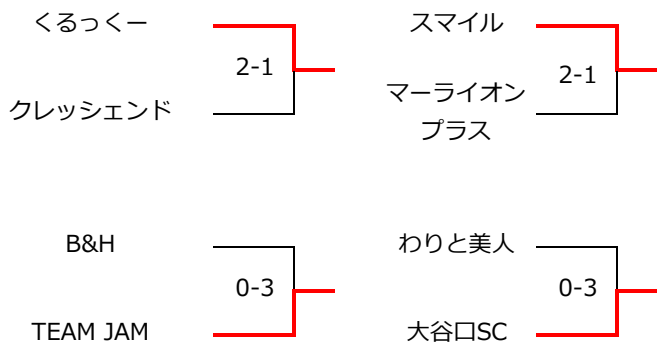 くるっくー
2-1
クレッシェンド
スマイル
2-1
マーライオン
プラス
B&H
0-3
TEAM JAM
わりと美人
0-3
大谷口SC